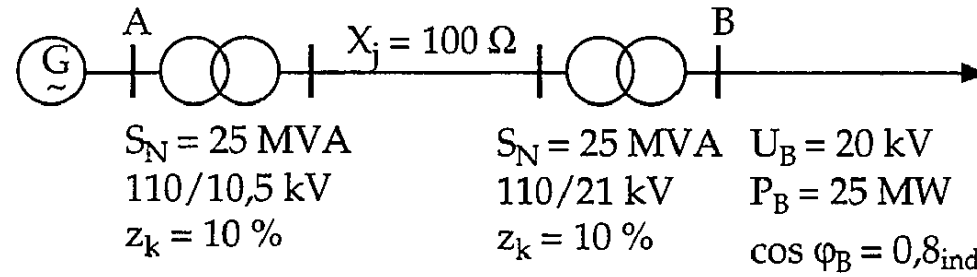 A
B
G
~
X_j = 100 Ω
S_N = 25 MVA
110/10,5 kV
z_k = 10 %
S_N = 25 MVA
110/21 kV
z_k = 10 %
U_B = 20 kV
P_B = 25 MW
cos φ_B = 0,8_ind